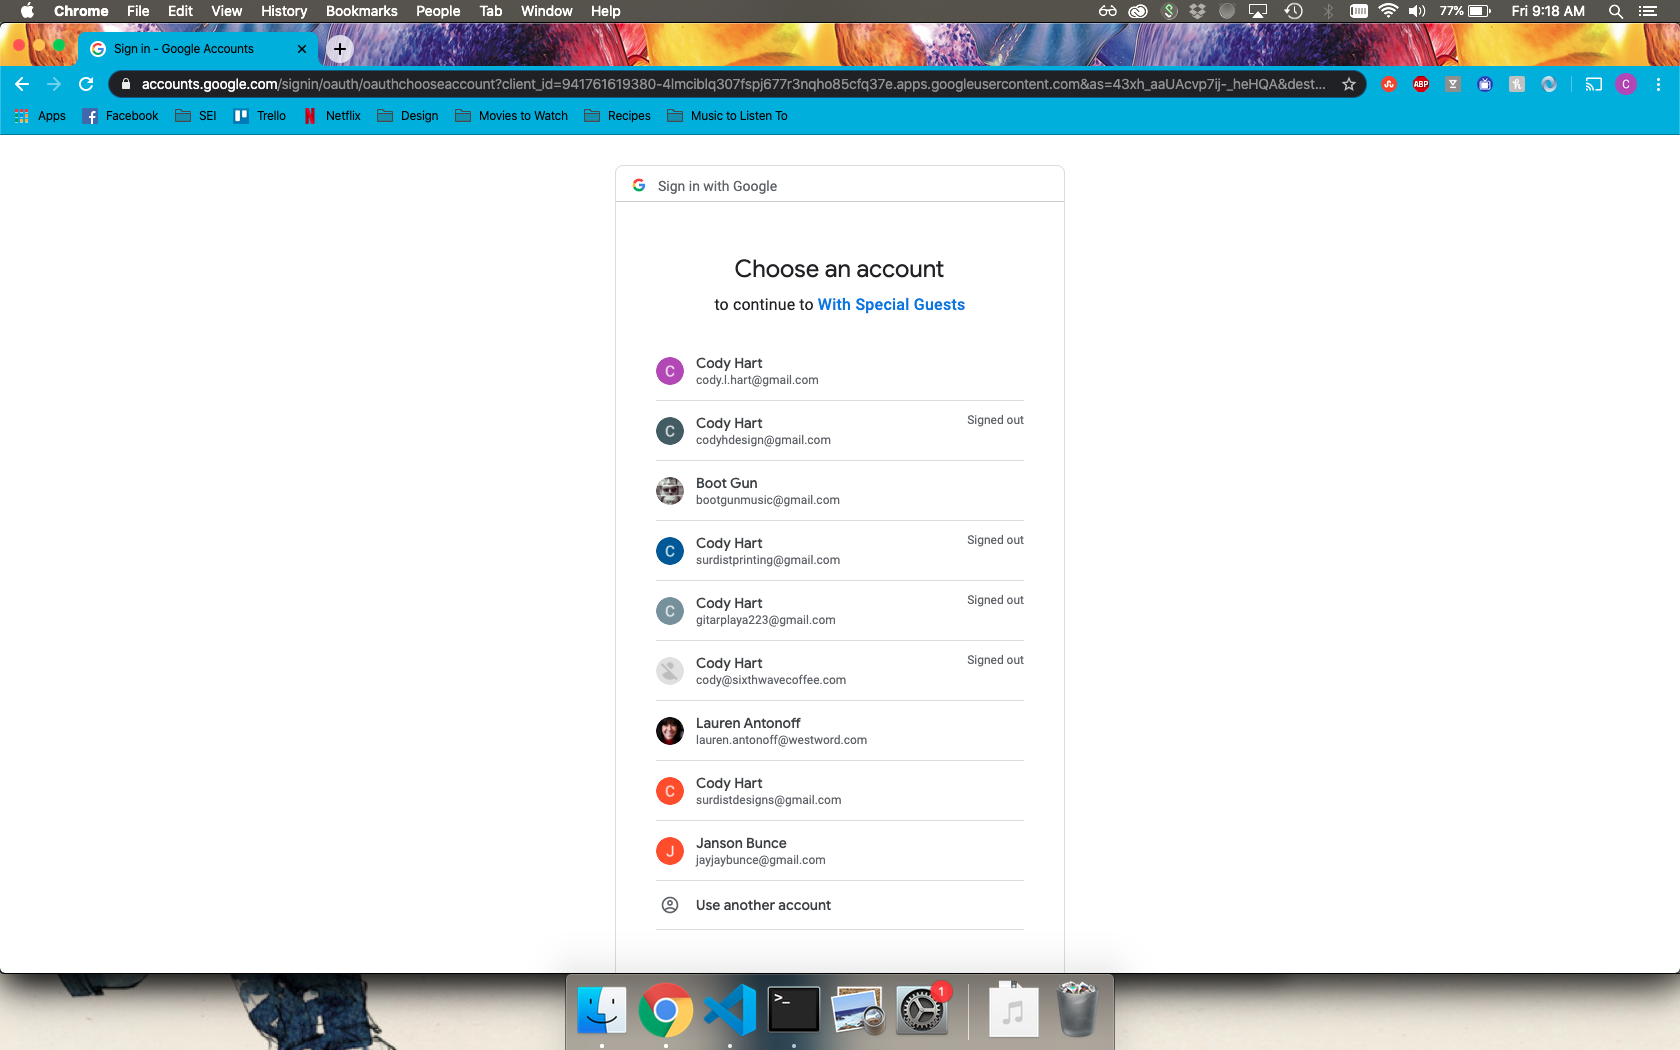 Chrome File Edit View History Bookmarks People Tab Window Help 77% Fri 9:18 AM
Sign in - Google Accounts
accounts.google.com/signin/oauth/oauthchooseaccount?client_id=941761619380-4lmciblq307fspj677r3nqho85cfq37e.apps.googleusercontent.com&as=43xh_aaUAcvp7ij-_heHQA&dest... ABP C
Apps Facebook SEI Trello Netflix Design Movies to Watch Recipes Music to Listen To
Sign in with Google
Choose an account
to continue to With Special Guests
C Cody Hart
cody.l.hart@gmail.com
C Cody Hart Signed out
codyhdesign@gmail.com
Boot Gun
bootgunmusic@gmail.com
C Cody Hart Signed out
surdistprinting@gmail.com
C Cody Hart Signed out
gitarplaya223@gmail.com
Cody Hart Signed out
cody@sixthwavecoffee.com
Lauren Antonoff
lauren.antonoff@westword.com
C Cody Hart
surdistdesigns@gmail.com
J Janson Bunce
jayjaybunce@gmail.com
Use another account
>_ 1